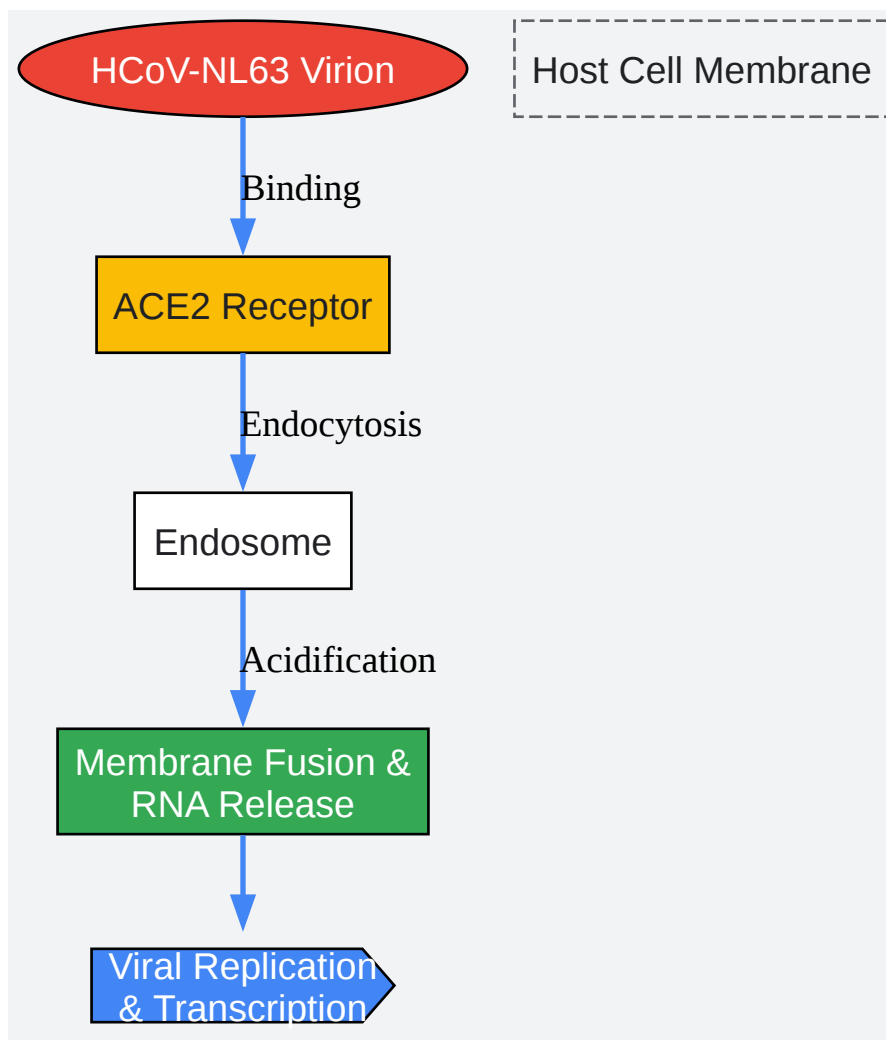 HCoV-NL63 Virion
Host Cell Membrane
Binding
ACE2 Receptor
Endocytosis
Endosome
Acidification
Membrane Fusion &
RNA Release
Viral Replication
& Transcription